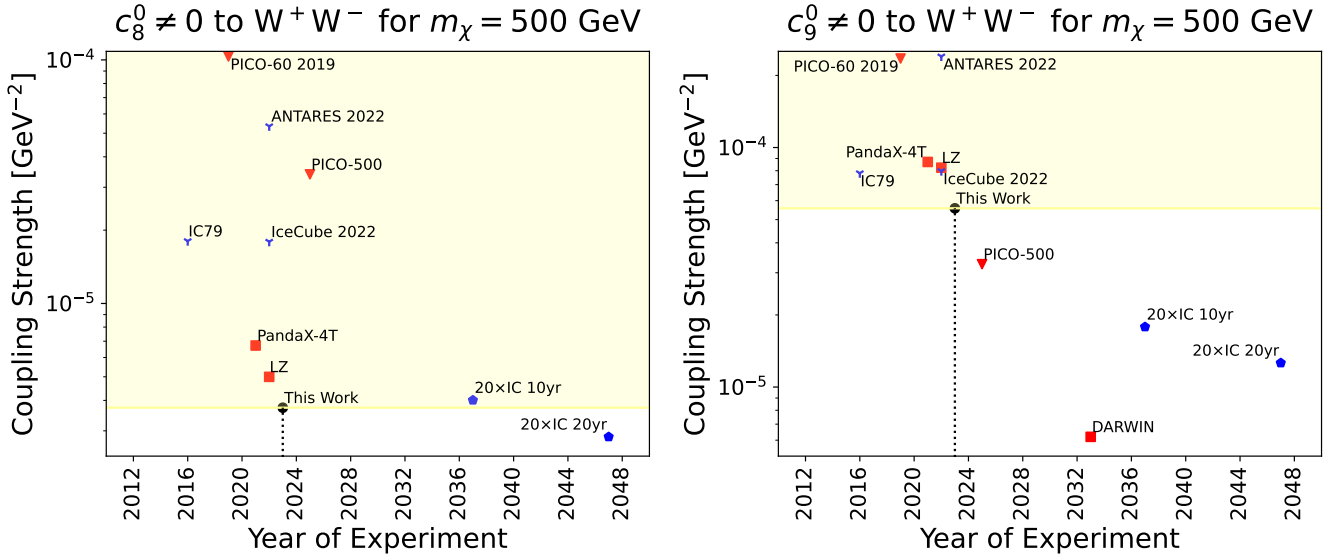 c₈⁰ ≠ 0 to W⁺W⁻ for mᵪ = 500 GeV
Coupling Strength [GeV⁻²]
10⁻⁴
10⁻⁵
PICO-60 2019
ANTARES 2022
PICO-500
IC79
IceCube 2022
PandaX-4T
LZ
This Work
20×IC 10yr
20×IC 20yr
2012
2016
2020
2024
2028
2032
2036
2040
2044
2048
Year of Experiment
c₉⁰ ≠ 0 to W⁺W⁻ for mᵪ = 500 GeV
Coupling Strength [GeV⁻²]
10⁻⁴
10⁻⁵
PICO-60 2019
ANTARES 2022
PandaX-4T
LZ
IC79
IceCube 2022
This Work
PICO-500
20×IC 10yr
20×IC 20yr
DARWIN
2012
2016
2020
2024
2028
2032
2036
2040
2044
2048
Year of Experiment